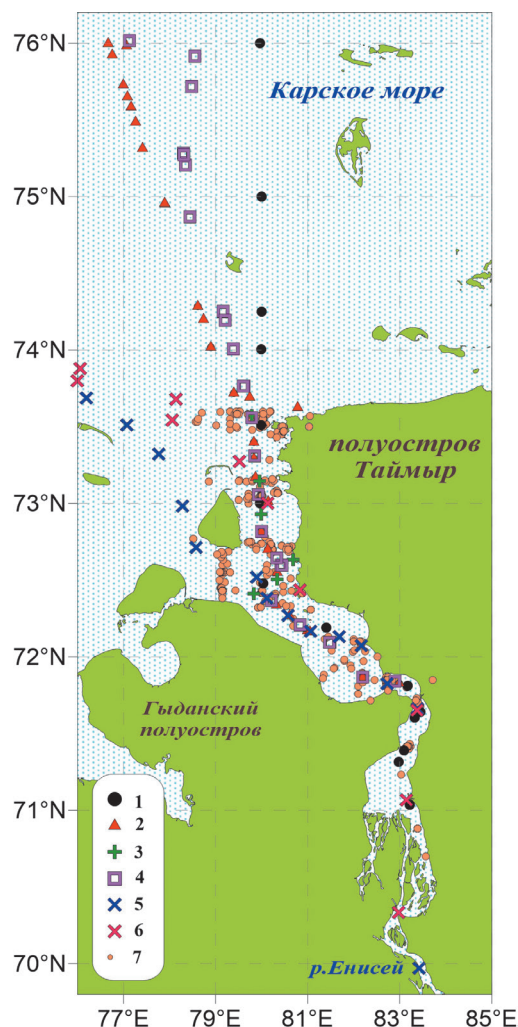 76°N
Карское море
75°N
74°N
полуостров
Таймыр
73°N
72°N
Гыданский
полуостров
71°N
1
2
3
4
5
6
7
70°N
р.Енисей
77°E 79°E 81°E 83°E 85°E